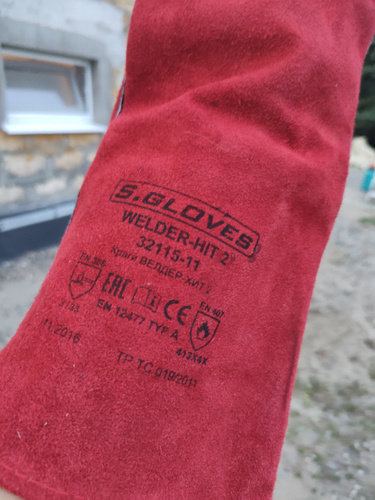 S.GLOVES
WELDER-HIT 2
32115-11
Краги ВЕЛДЕР-ХИТ 2
EN 388
EAC
CE
EN 407
EN 12477 TYP A
413X4X
11.2016
ТР ТС 019/2011